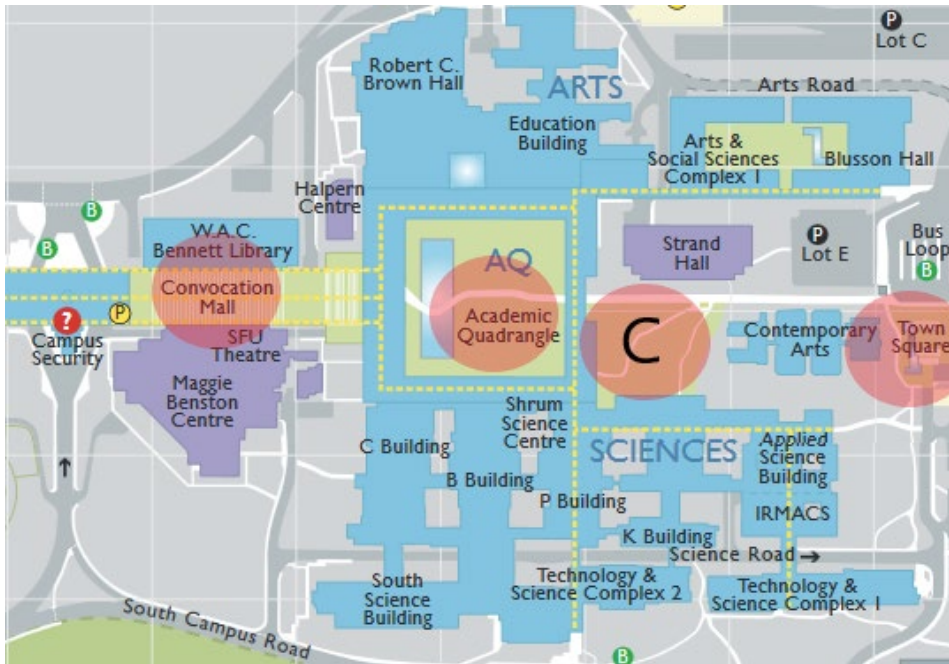 P
Lot C
Robert C.
Brown Hall
ARTS
Arts Road
Education
Building
Arts &
Social Sciences
Complex 1
Blusson Hall
Halpern
Centre
B
B
W.A.C.
Bennett Library
Strand
Hall
P
Lot E
Bus
Loop
B
AQ
Convocation
Mall
Academic
Quadrangle
C
?
P
Campus
Security
SFU
Theatre
Contemporary
Arts
Town
Square
Maggie
Benston
Centre
Shrum
Science
Centre
C Building
SCIENCES
Applied
Science
Building
B Building
P Building
IRMACS
K Building
Science Road
South
Science
Building
Technology &
Science Complex 2
Technology &
Science Complex 1
South Campus Road
B